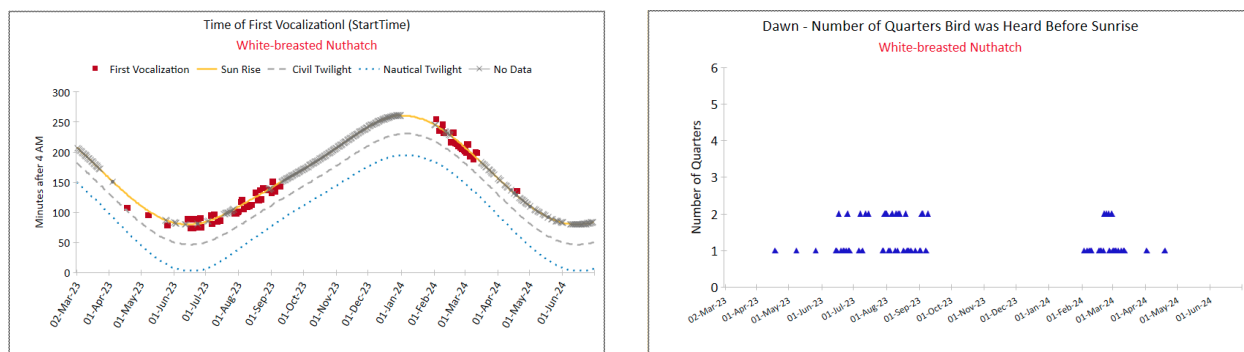 Time of First Vocalizationl (StartTime)
White-breasted Nuthatch
First Vocalization Sun Rise Civil Twilight Nautical Twilight No Data
Minutes after 4 AM
300
250
200
150
100
50
0
02-Mar-23 01-Apr-23 01-May-23 01-Jun-23 01-Jul-23 01-Aug-23 01-Sep-23 01-Oct-23 01-Nov-23 01-Dec-23 01-Jan-24 01-Feb-24 01-Mar-24 01-Apr-24 01-May-24 01-Jun-24
Dawn - Number of Quarters Bird was Heard Before Sunrise
White-breasted Nuthatch
Number of Quarters
6
5
4
3
2
1
0
02-Mar-23 01-Apr-23 01-May-23 01-Jun-23 01-Jul-23 01-Aug-23 01-Sep-23 01-Oct-23 01-Nov-23 01-Dec-23 01-Jan-24 01-Feb-24 01-Mar-24 01-Apr-24 01-May-24 01-Jun-24